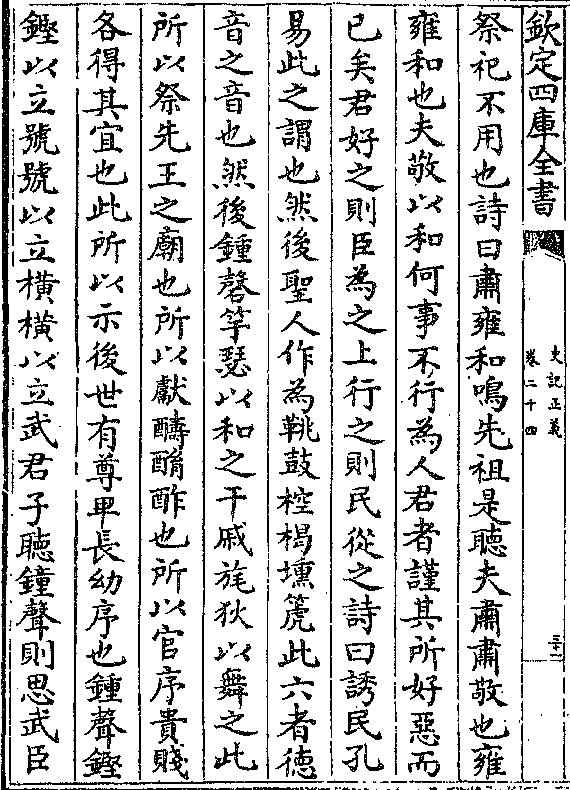 欽定四庫全書
史記正義
卷二十四
三十二
祭祀不用也詩曰肅雍和鳴先祖是聽夫肅肅敬也雍
雍和也夫敬以和何事不行為人君者謹其所好惡而
已矣君好之則臣為之上行之則民從之詩曰誘民孔
易此之謂也然後聖人作為鞉鼓椌楬壎箎此六者德
音之音也然後鍾磬竽瑟以和之干戚旄狄以舞之此
所以祭先王之廟也所以獻醻酳酢也所以官序貴賤
各得其宜也此所以示後世有尊卑長幼序也鍾聲鏗
鏗以立號號以立橫橫以立武君子聽鐘聲則思武臣